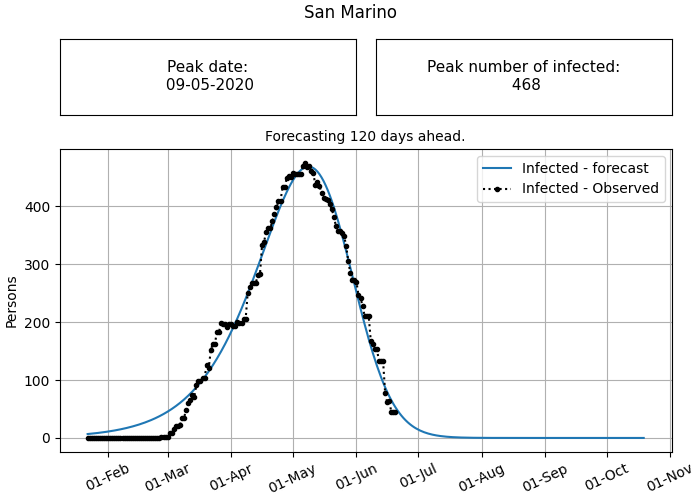 San Marino
Peak date:
09-05-2020
Peak number of infected:
468
Forecasting 120 days ahead.
Infected - forecast
Infected - Observed
Persons
400
300
200
100
0
01-Feb
01-Mar
01-Apr
01-May
01-Jun
01-Jul
01-Aug
01-Sep
01-Oct
01-Nov